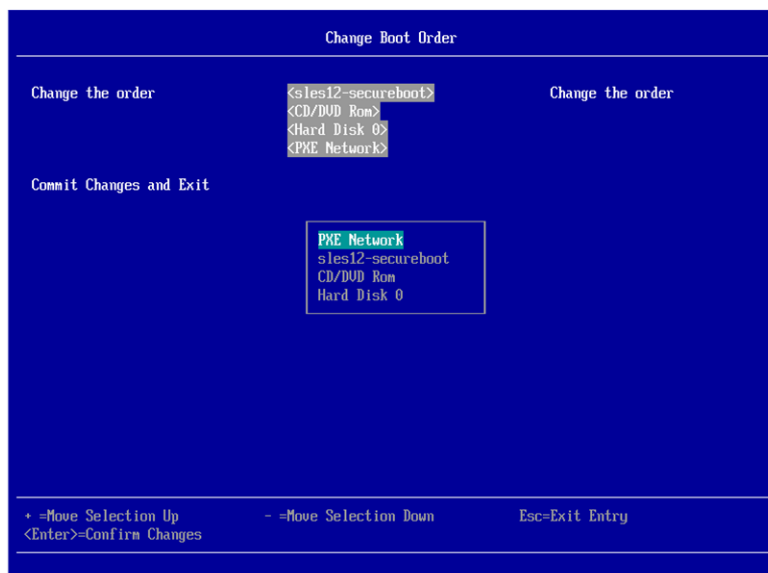 Change Boot Order
Change the order <sles12-secureboot> Change the order
<CD/DVD Rom>
<Hard Disk 0>
<PXE Network>
Commit Changes and Exit
PXE Network
sles12-secureboot
CD/DVD Rom
Hard Disk 0
+ =Move Selection Up - =Move Selection Down Esc=Exit Entry
<Enter>=Confirm Changes